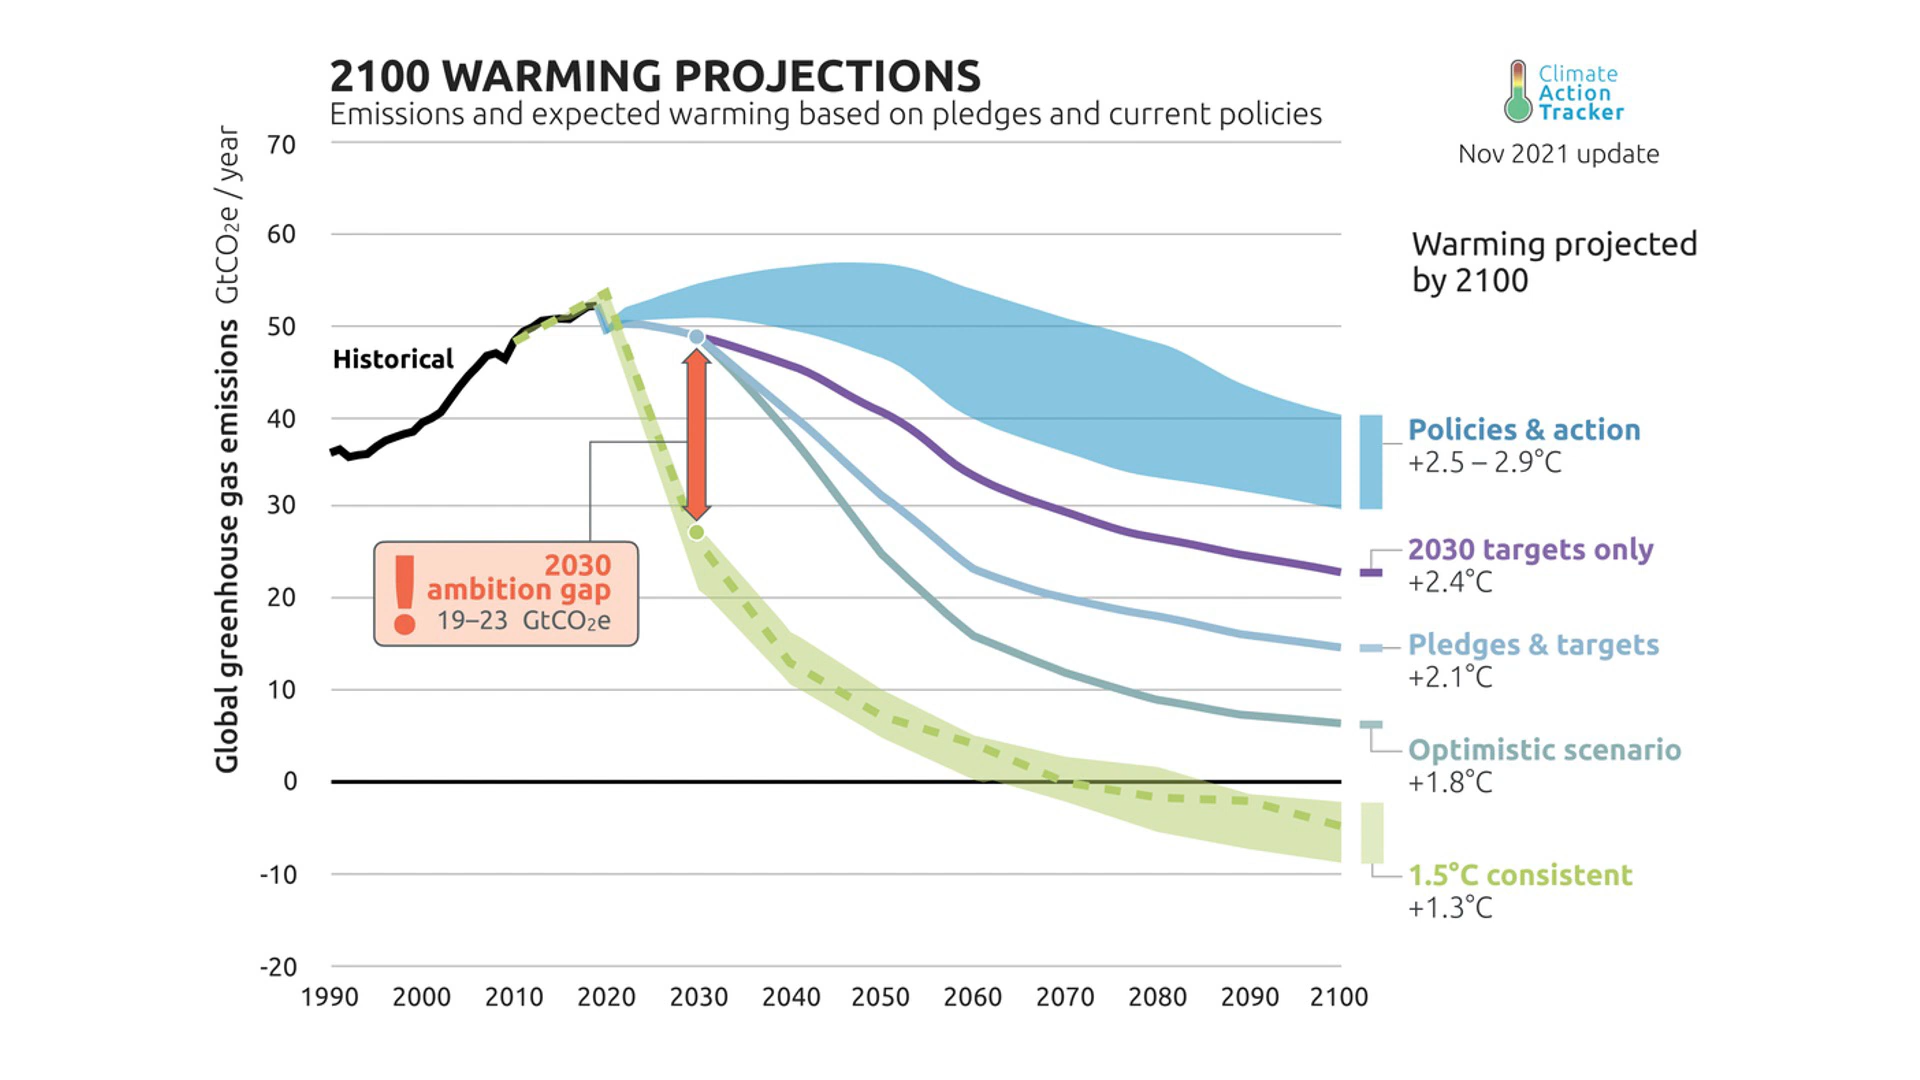 2100 WARMING PROJECTIONS
Emissions and expected warming based on pledges and current policies
Climate
Action
Tracker
Nov 2021 update
Global greenhouse gas emissions GtCO₂e / year
70
60
50
40
30
20
10
0
-10
-20
1990 2000 2010 2020 2030 2040 2050 2060 2070 2080 2090 2100
Historical
2030
ambition gap
19–23 GtCO₂e
Warming projected
by 2100
Policies & action
+2.5 – 2.9°C
2030 targets only
+2.4°C
Pledges & targets
+2.1°C
Optimistic scenario
+1.8°C
1.5°C consistent
+1.3°C